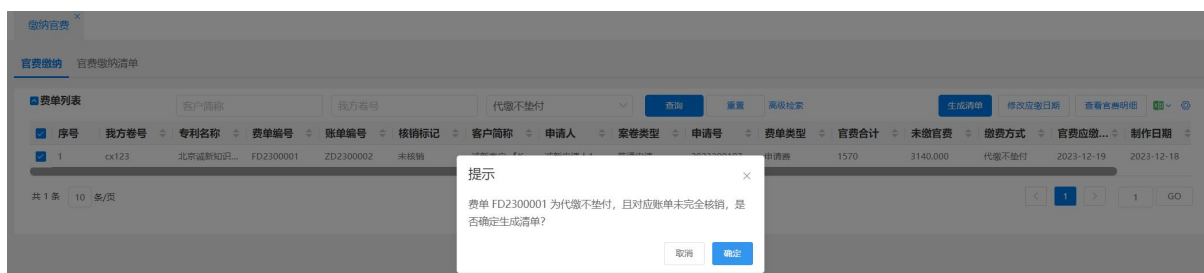 缴纳官费 ×
官费缴纳 官费缴纳清单
费单列表 客户简称 我方卷号 代缴不垫付 查询 重置 高级检索 生成清单 修改应缴日期 查看官费明细
序号 我方卷号 专利名称 费单编号 账单编号 核销标记 客户简称 申请人 案卷类型 申请号 费单类型 官费合计 未缴官费 缴费方式 官费应缴... 制作日期
1 cx123 北京诚新知识... FD2300001 ZD2300002 未核销 申请费 1570 3140.000 代缴不垫付 2023-12-19 2023-12-18
共 1 条 10 条/页 < 1 > 1 GO
提示 ×
费单 FD2300001 为代缴不垫付，且对应账单未完全核销，是
否确定生成清单？
取消 确定